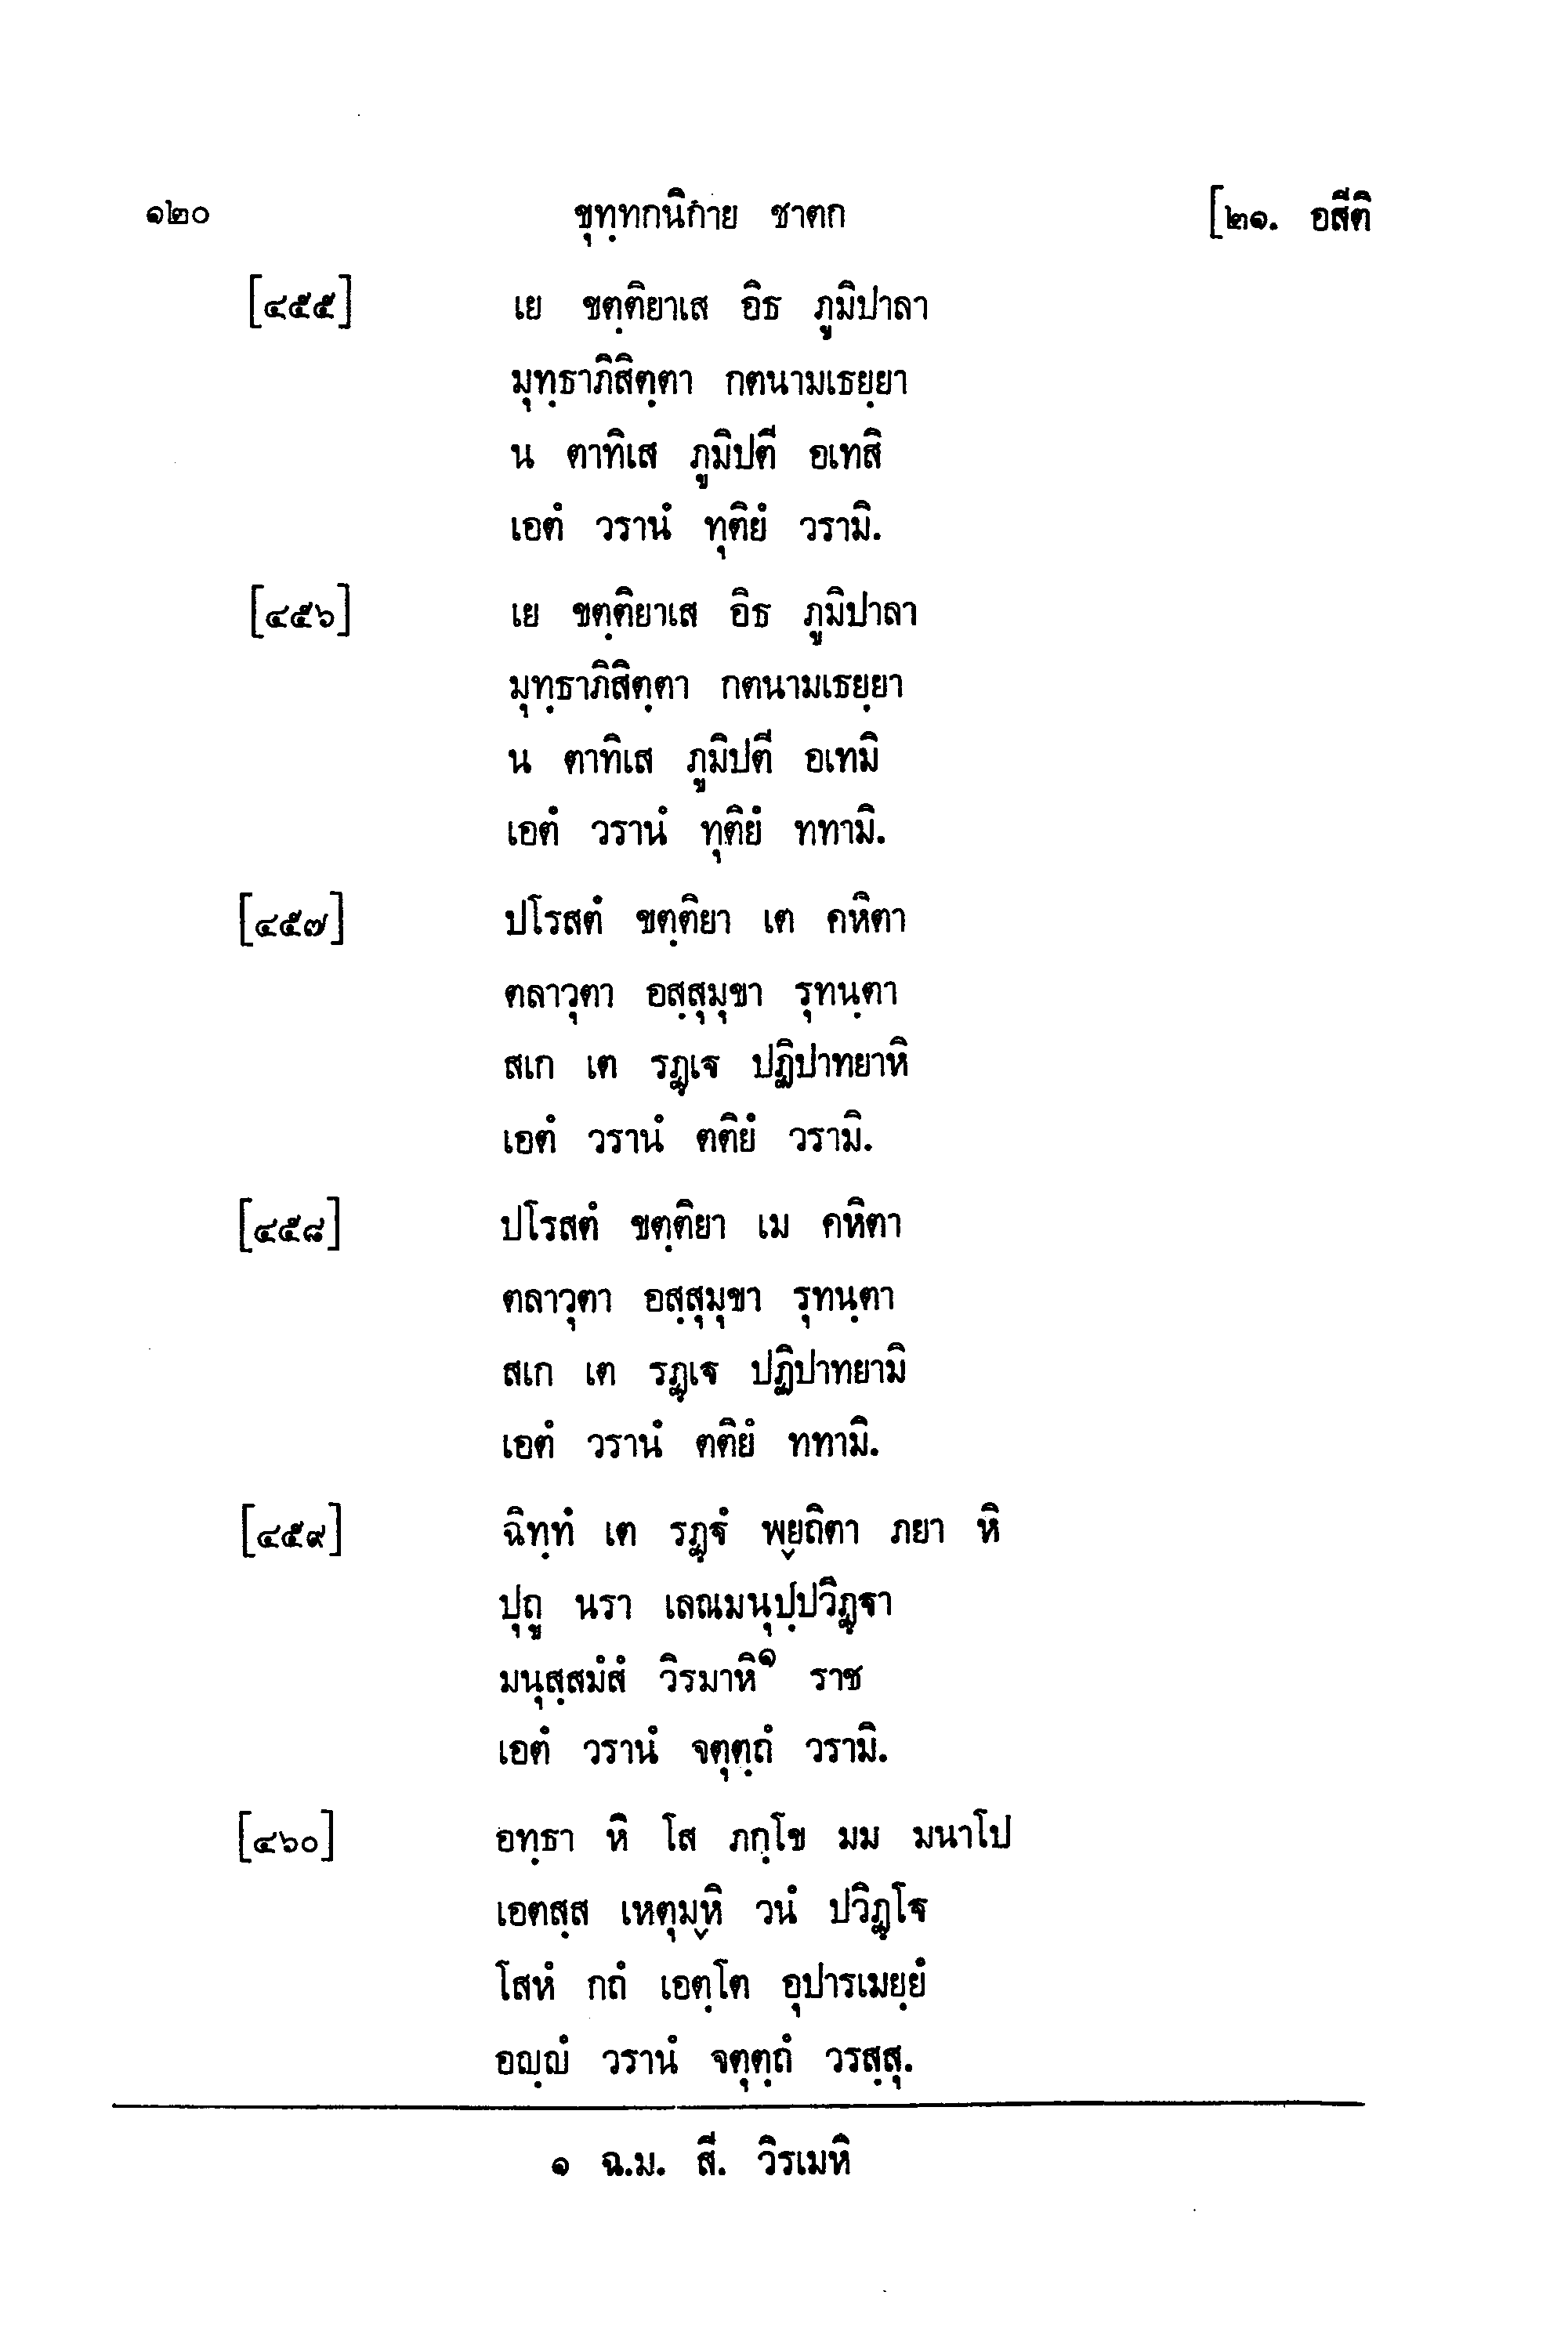 ๑๒๐ ขุทฺทกนิกาย ชาตก [๒๑. อสีติ
[๔๕๕] เย ขตฺติยาเส อิธ ภูมิปาลา
มุทฺธาภิสิตฺตา กตนามเธยฺยา
น ตาทิเส ภูมิปตี อเทสิ
เอตํ วรานํ ทุติยํ วรามิ.
[๔๕๖] เย ขตฺติยาเส อิธ ภูมิปาลา
มุทฺธาภิสิตฺตา กตนามเธยฺยา
น ตาทิเส ภูมิปตี อเทมิ
เอตํ วรานํ ทุติยํ ททามิ.
[๔๕๗] ปโรสตํ ขตฺติยา เต คหิตา
ตลาวุตา อสฺสุมุขา รุทนฺตา
สเก เต รฏฺเฐ ปฏิปาทยาหิ
เอตํ วรานํ ตติยํ วรามิ.
[๔๕๘] ปโรสตํ ขตฺติยา เม คหิตา
ตลาวุตา อสฺสุมุขา รุทนฺตา
สเก เต รฏฺเฐ ปฏิปาทยามิ
เอตํ วรานํ ตติยํ ททามิ.
[๔๕๙] ฉิทฺทํ เต รฏฺฐํ พฺยถิตา ภยา หิ
ปุถู นรา เลณมนุปฺปวิฏฺฐา
มนุสฺสมํสํ วิรมาหิ๑ ราช
เอตํ วรานํ จตุตฺถํ วรามิ.
[๔๖๐] อทฺธา หิ โส ภกฺโข มม มนาโป
เอตสฺส เหตุมฺหิ วนํ ปวิฏฺโฐ
โสหํ กถํ เอตฺโต อุปารเมยฺยํ
อญฺญํ วรานํ จตุตฺถํ วรสฺสุ.
๑ ฉ.ม. สี. วิรเมหิ